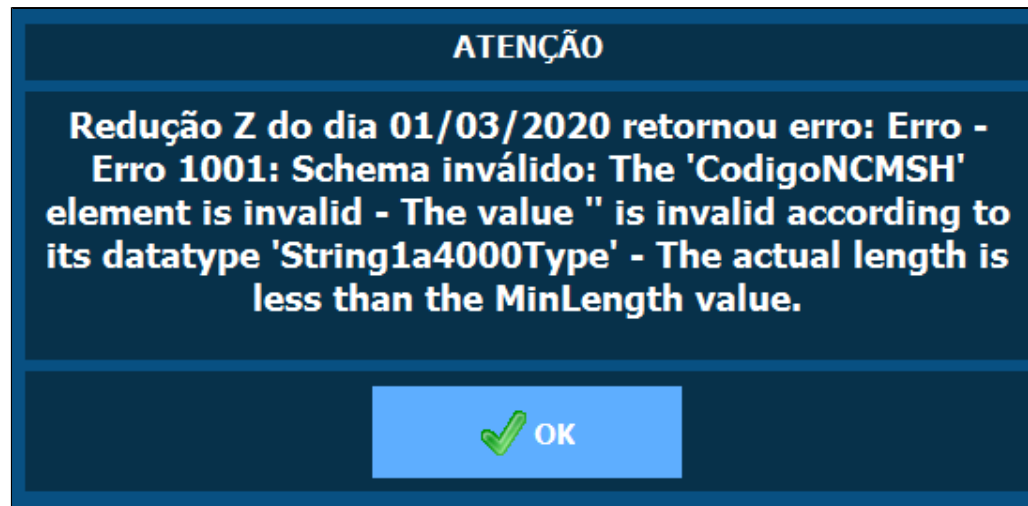 ATENÇÃO
Redução Z do dia 01/03/2020 retornou erro: Erro -
Erro 1001: Schema inválido: The 'CodigoNCMSH'
element is invalid - The value '' is invalid according to
its datatype 'String1a4000Type' - The actual length is
less than the MinLength value.
OK